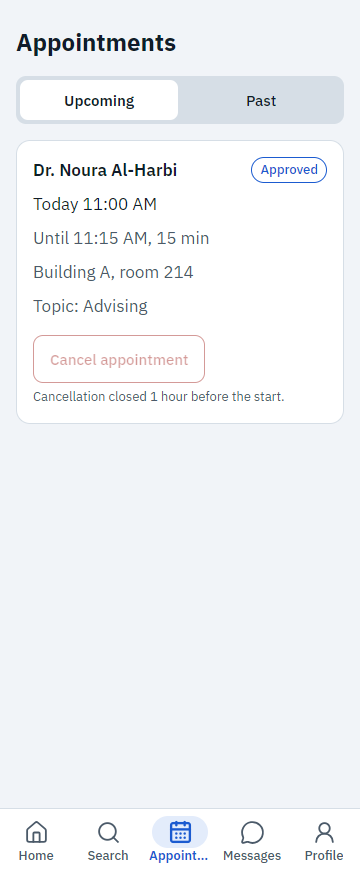 Appointments
Upcoming
Past
Dr. Noura Al-Harbi
Approved
Today 11:00 AM
Until 11:15 AM, 15 min
Building A, room 214
Topic: Advising
Cancel appointment
Cancellation closed 1 hour before the start.
Home
Search
Appoint...
Messages
Profile